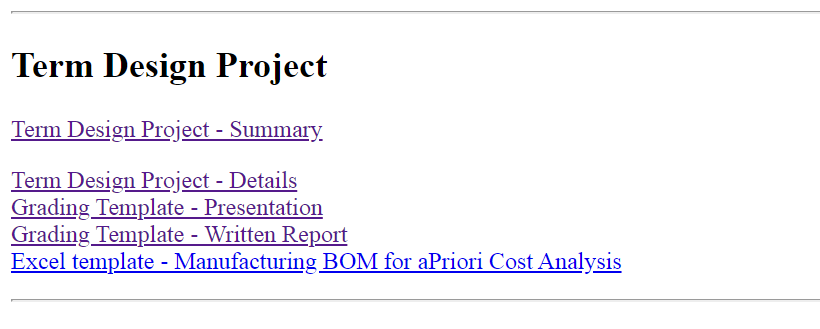 Term Design Project
Term Design Project - Summary
Term Design Project - Details
Grading Template - Presentation
Grading Template - Written Report
Excel template - Manufacturing BOM for aPriori Cost Analysis